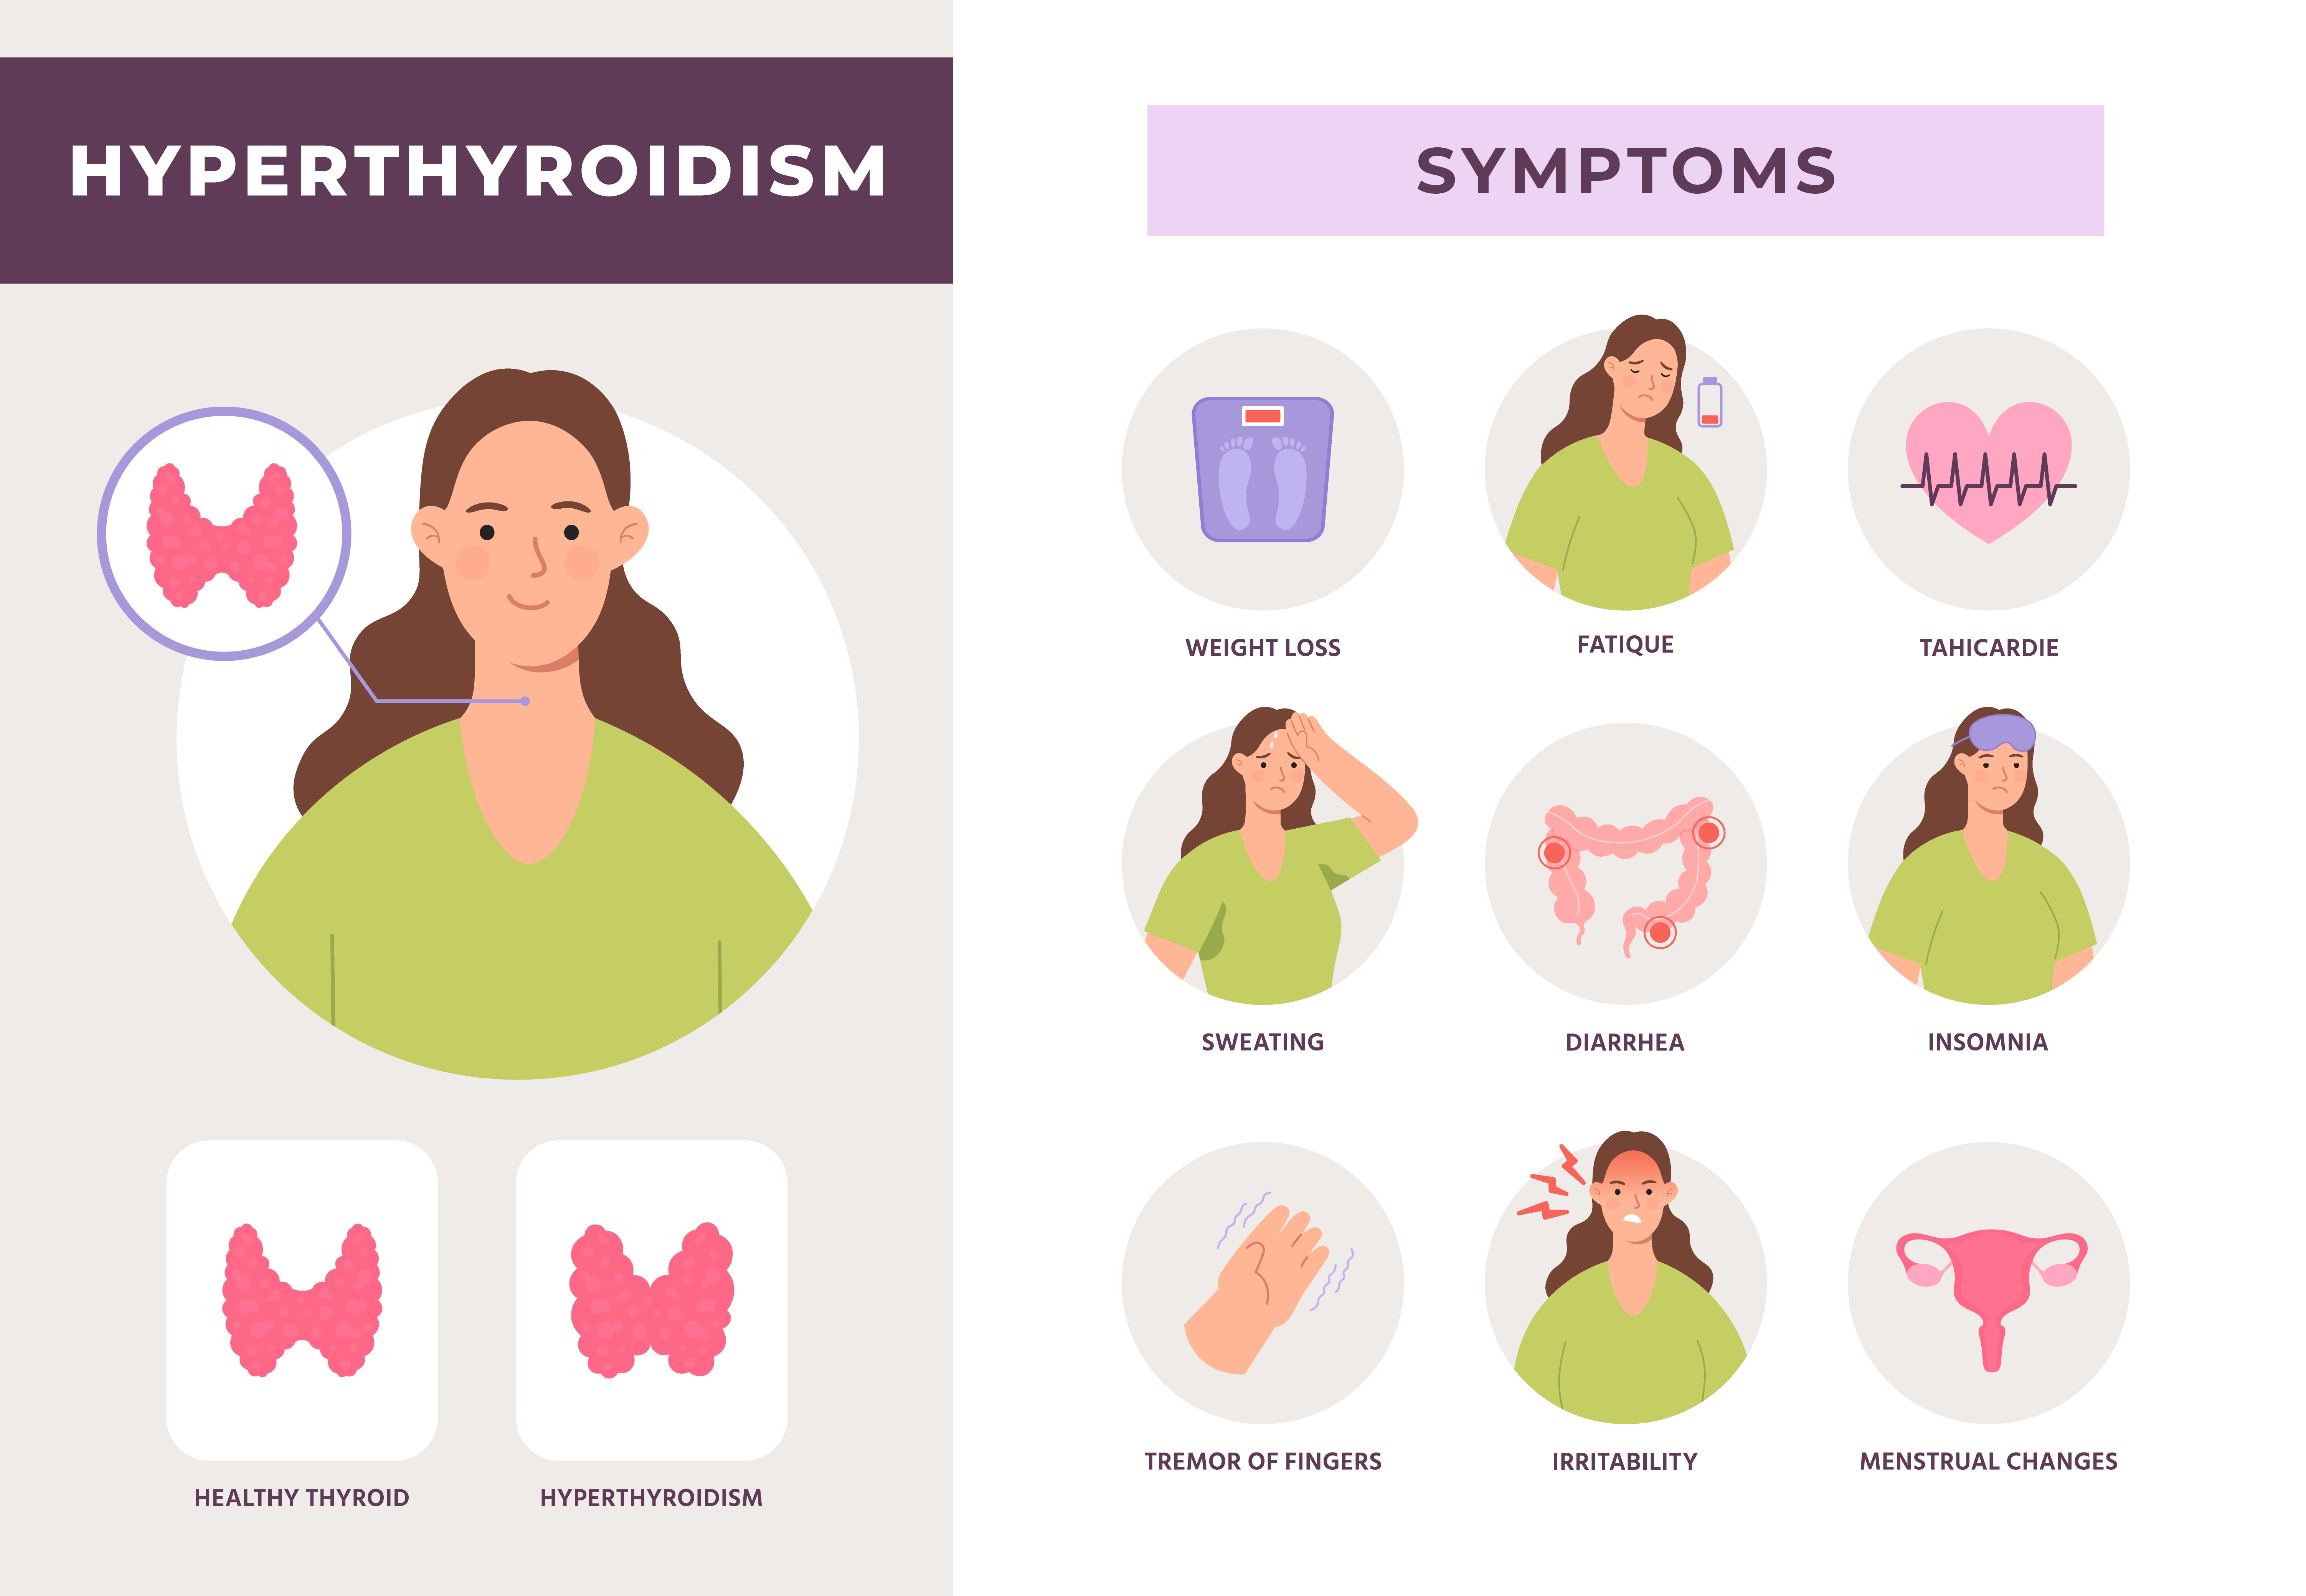 HYPERTHYROIDISM
HEALTHY THYROID
HYPERTHYROIDISM
SYMPTOMS
WEIGHT LOSS
FATIQUE
TAHICARDIE
SWEATING
DIARRHEA
INSOMNIA
TREMOR OF FINGERS
IRRITABILITY
MENSTRUAL CHANGES